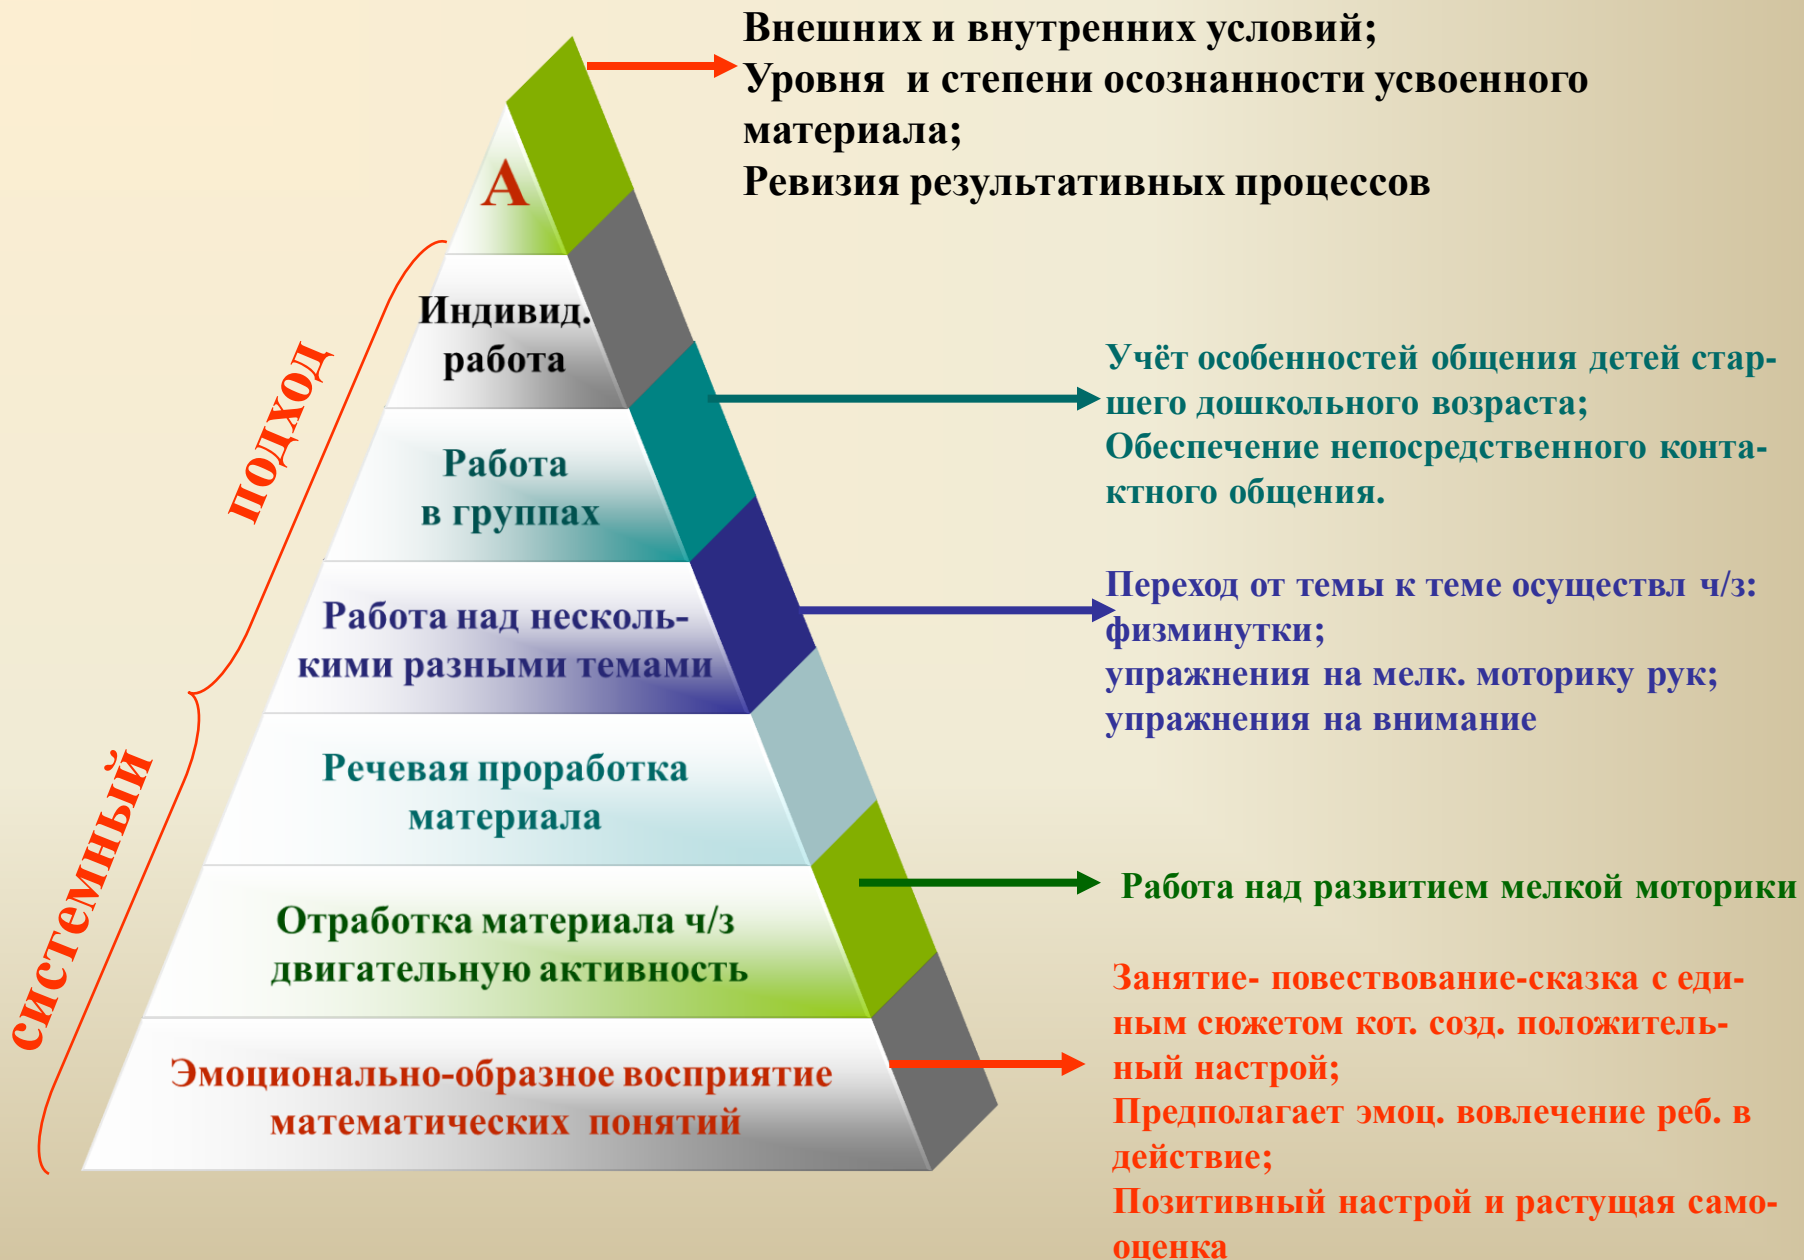 Внешних и внутренних условий;
Уровня и степени осознанности усвоенного
материала;
Ревизия результативных процессов
А
Индивид.
работа
Работа
в группах
Работа над несколь-
кими разными темами
Речевая проработка
материала
Отработка материала ч/з
двигательную активность
Эмоционально-образное восприятие
математических понятий
системный
подход
Учёт особенностей общения детей стар-
шего дошкольного возраста;
Обеспечение непосредственного конта-
ктного общения.
Переход от темы к теме осуществл ч/з:
физминутки;
упражнения на мелк. моторику рук;
упражнения на внимание
Работа над развитием мелкой моторики
Занятие- повествование-сказка с еди-
ным сюжетом кот. созд. положитель-
ный настрой;
Предполагает эмоц. вовлечение реб. в
действие;
Позитивный настрой и растущая само-
оценка